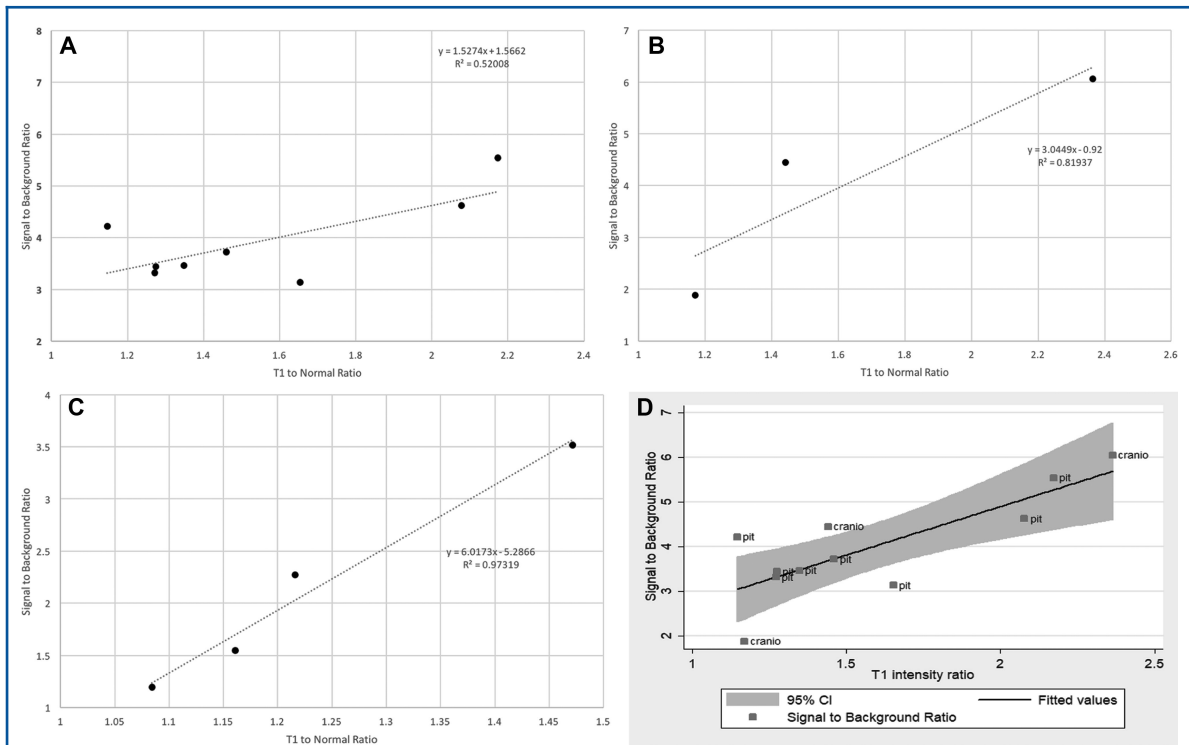 A
y = 1.5274x + 1.5662
R² = 0.52008
8
7
6
5
4
3
2
Signal to Background Ratio
1 1.2 1.4 1.6 1.8 2 2.2 2.4
T1 to Normal Ratio
B
y = 3.0449x - 0.92
R² = 0.81937
7
6
5
4
3
2
1
Signal to Background Ratio
1 1.2 1.4 1.6 1.8 2 2.2 2.4 2.6
T1 to Normal Ratio
C
y = 6.0173x - 5.2866
R² = 0.97319
4
3.5
3
2.5
2
1.5
1
Signal to Background Ratio
1 1.05 1.1 1.15 1.2 1.25 1.3 1.35 1.4 1.45 1.5
T1 to Normal Ratio
D
7
6
5
4
3
2
Signal to Background Ratio
cranio
pit
pit
cranio
pit
pit
pit
pit
pit
pit
cranio
1 1.5 2 2.5
T1 intensity ratio
95% CI Fitted values
Signal to Background Ratio